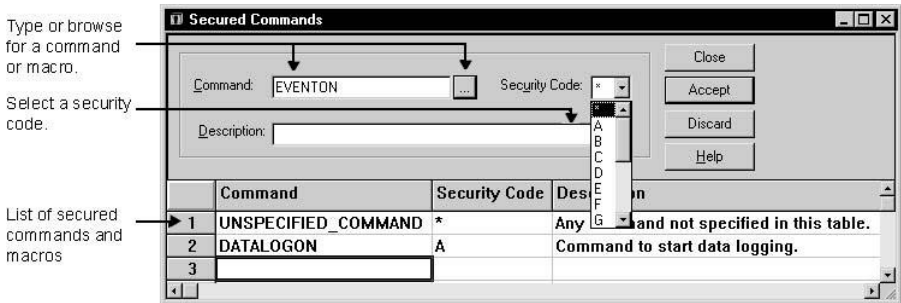 Type or browse
for a command
or macro.
Select a security
code.
List of secured
commands and
macros
Secured Commands
Command: EVENTON ... Security Code: *
Description:
*
A
B
C
D
E
F
G
Close
Accept
Discard
Help
Command Security Code Des on
1 UNSPECIFIED_COMMAND * Any and not specified in this table.
2 DATALOGON A Command to start data logging.
3